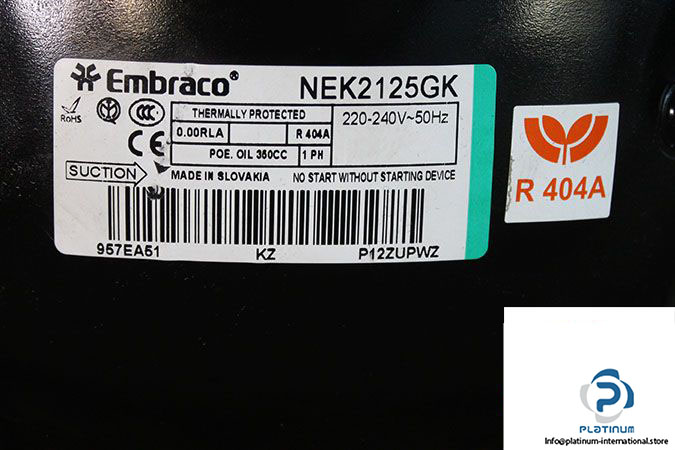 Embraco®
NEK2125GK
RoHS
CCC
CE
THERMALLY PROTECTED
0.00RLA
R 404A
220-240V~50Hz
POE. OIL 350CC
1 PH
SUCTION
MADE IN SLOVAKIA
NO START WITHOUT STARTING DEVICE
957EA51
KZ
P12ZUPWZ
R 404A
P
PLATINUM
Info@platinum-international.store